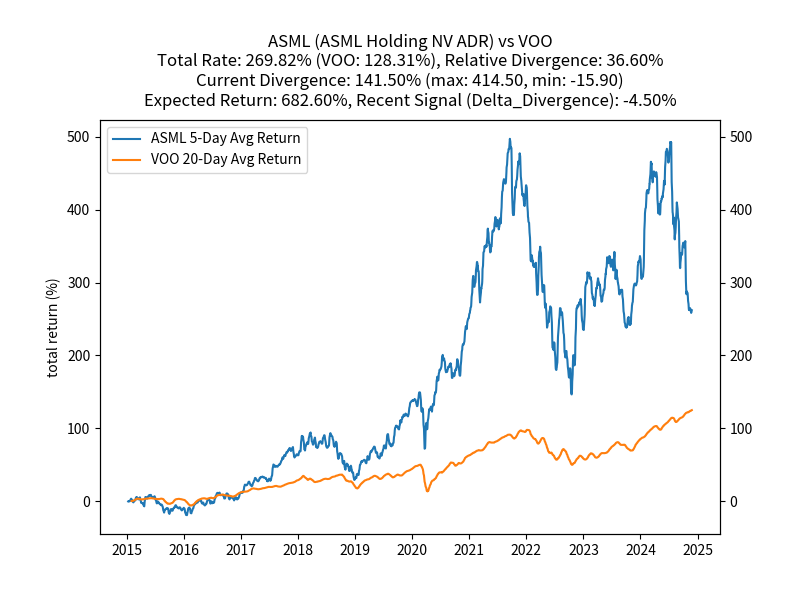 ASML (ASML Holding NV ADR) vs VOO
Total Rate: 269.82% (VOO: 128.31%), Relative Divergence: 36.60%
Current Divergence: 141.50% (max: 414.50, min: -15.90)
Expected Return: 682.60%, Recent Signal (Delta_Divergence): -4.50%
ASML 5-Day Avg Return
VOO 20-Day Avg Return
total return (%)
500 500
400 400
300 300
200 200
100 100
0 0
2015 2016 2017 2018 2019 2020 2021 2022 2023 2024 2025